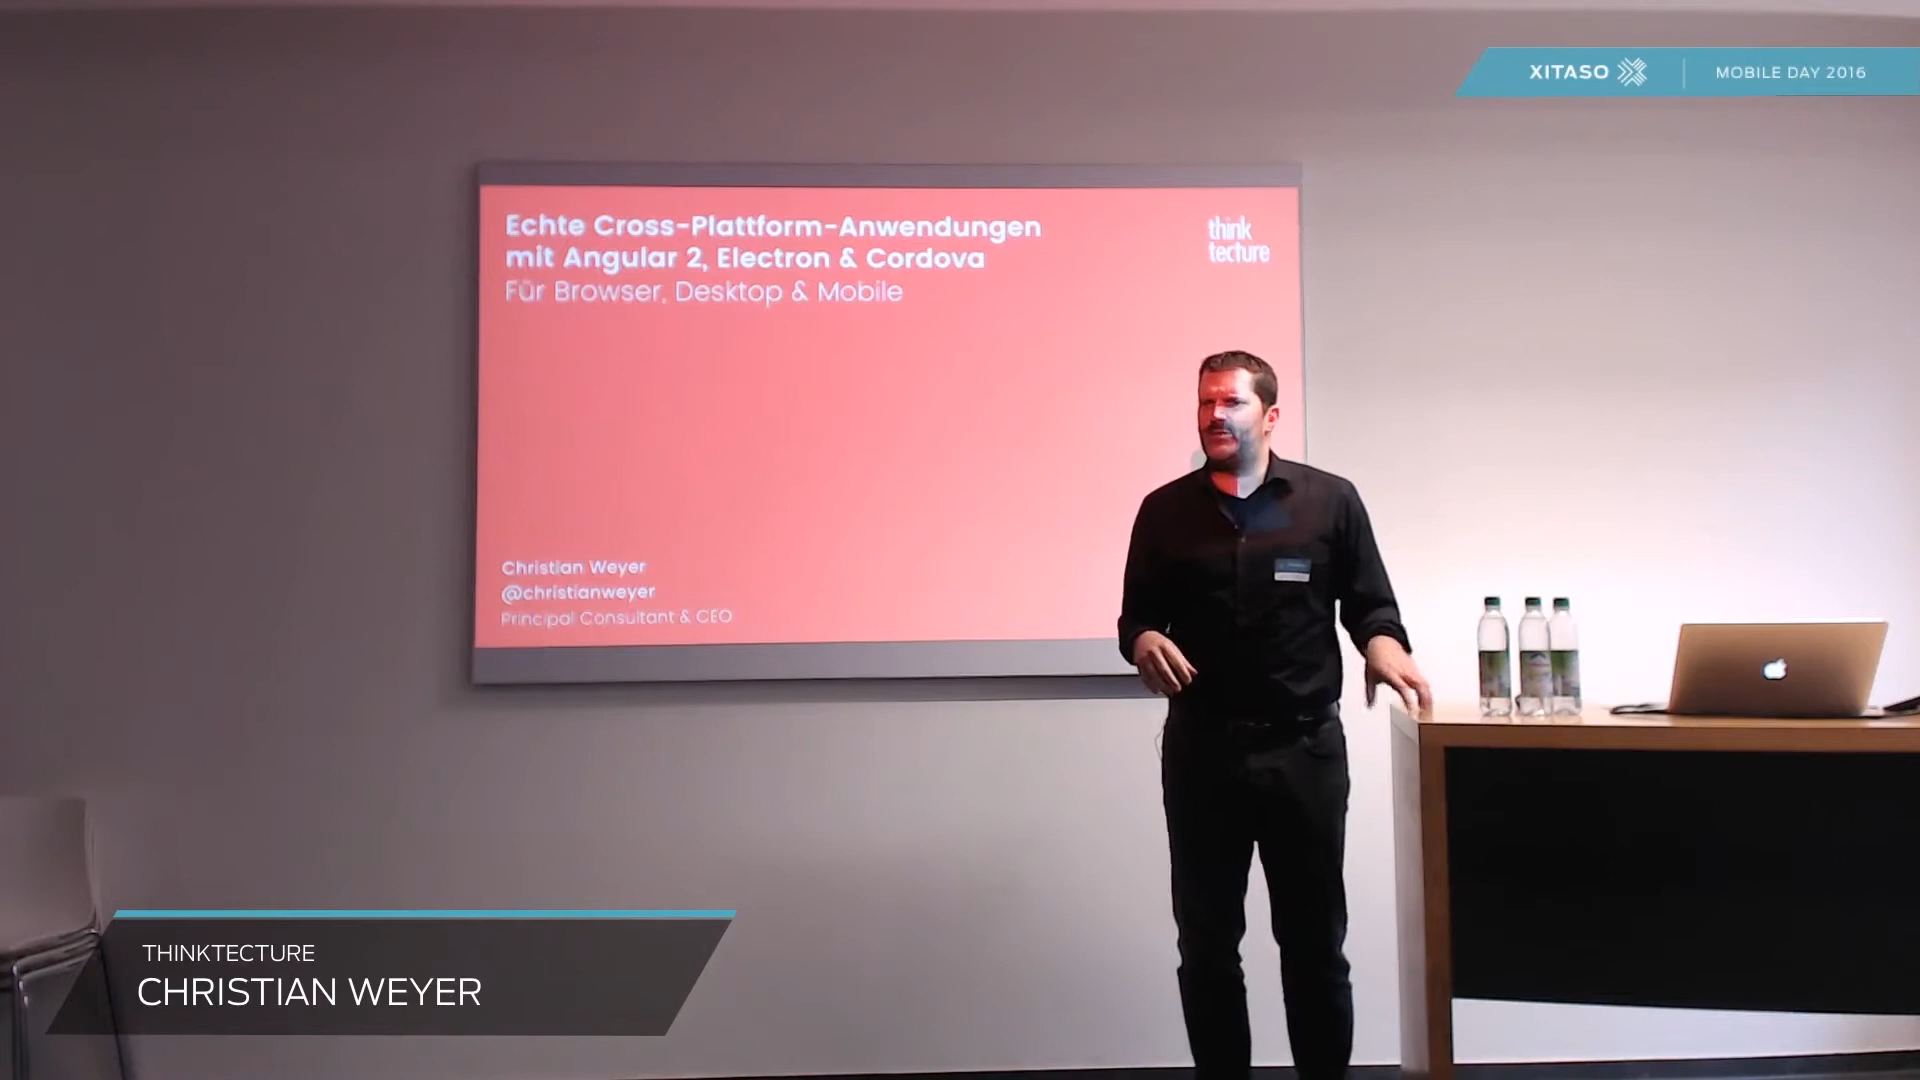 XITASO
MOBILE DAY 2016
Echte Cross-Plattform-Anwendungen
mit Angular 2, Electron & Cordova
Für Browser, Desktop & Mobile
think
tecture
Christian Weyer
@christianweyer
Principal Consultant & CEO
THINKTECTURE
CHRISTIAN WEYER